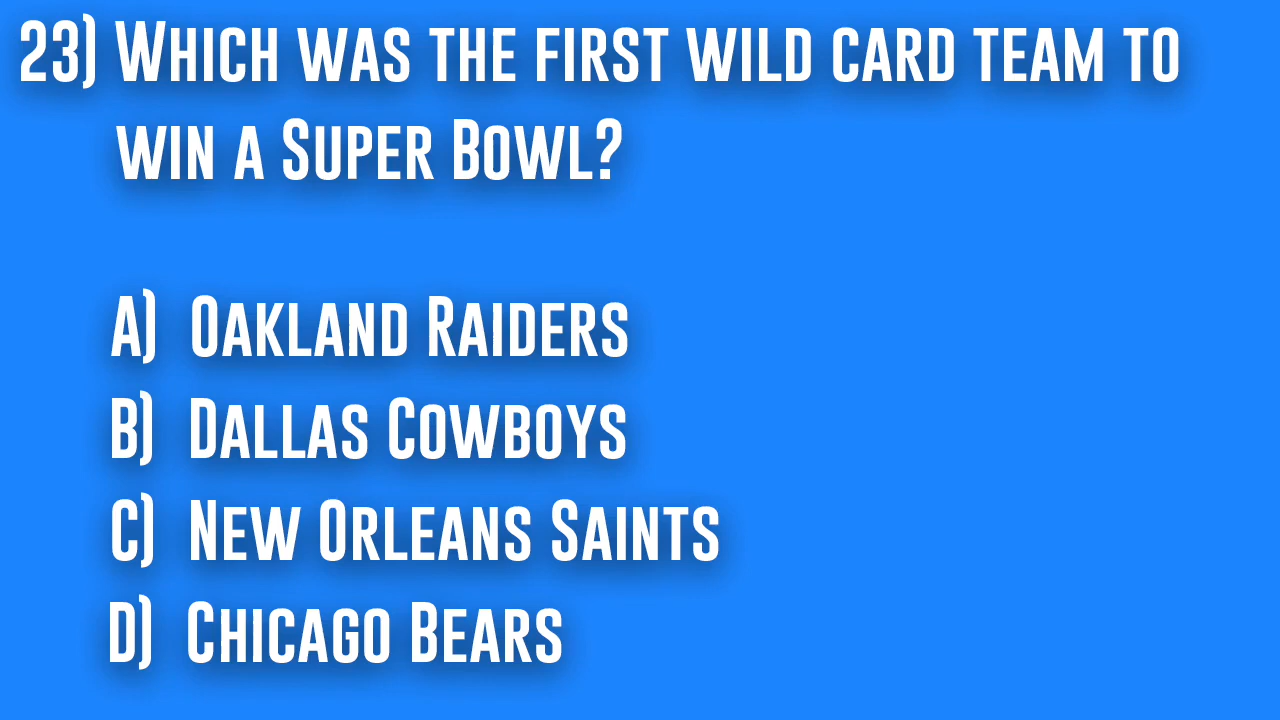 23) Which was the first wild card team to
win a Super Bowl?
A) Oakland Raiders
B) Dallas Cowboys
C) New Orleans Saints
D) Chicago Bears